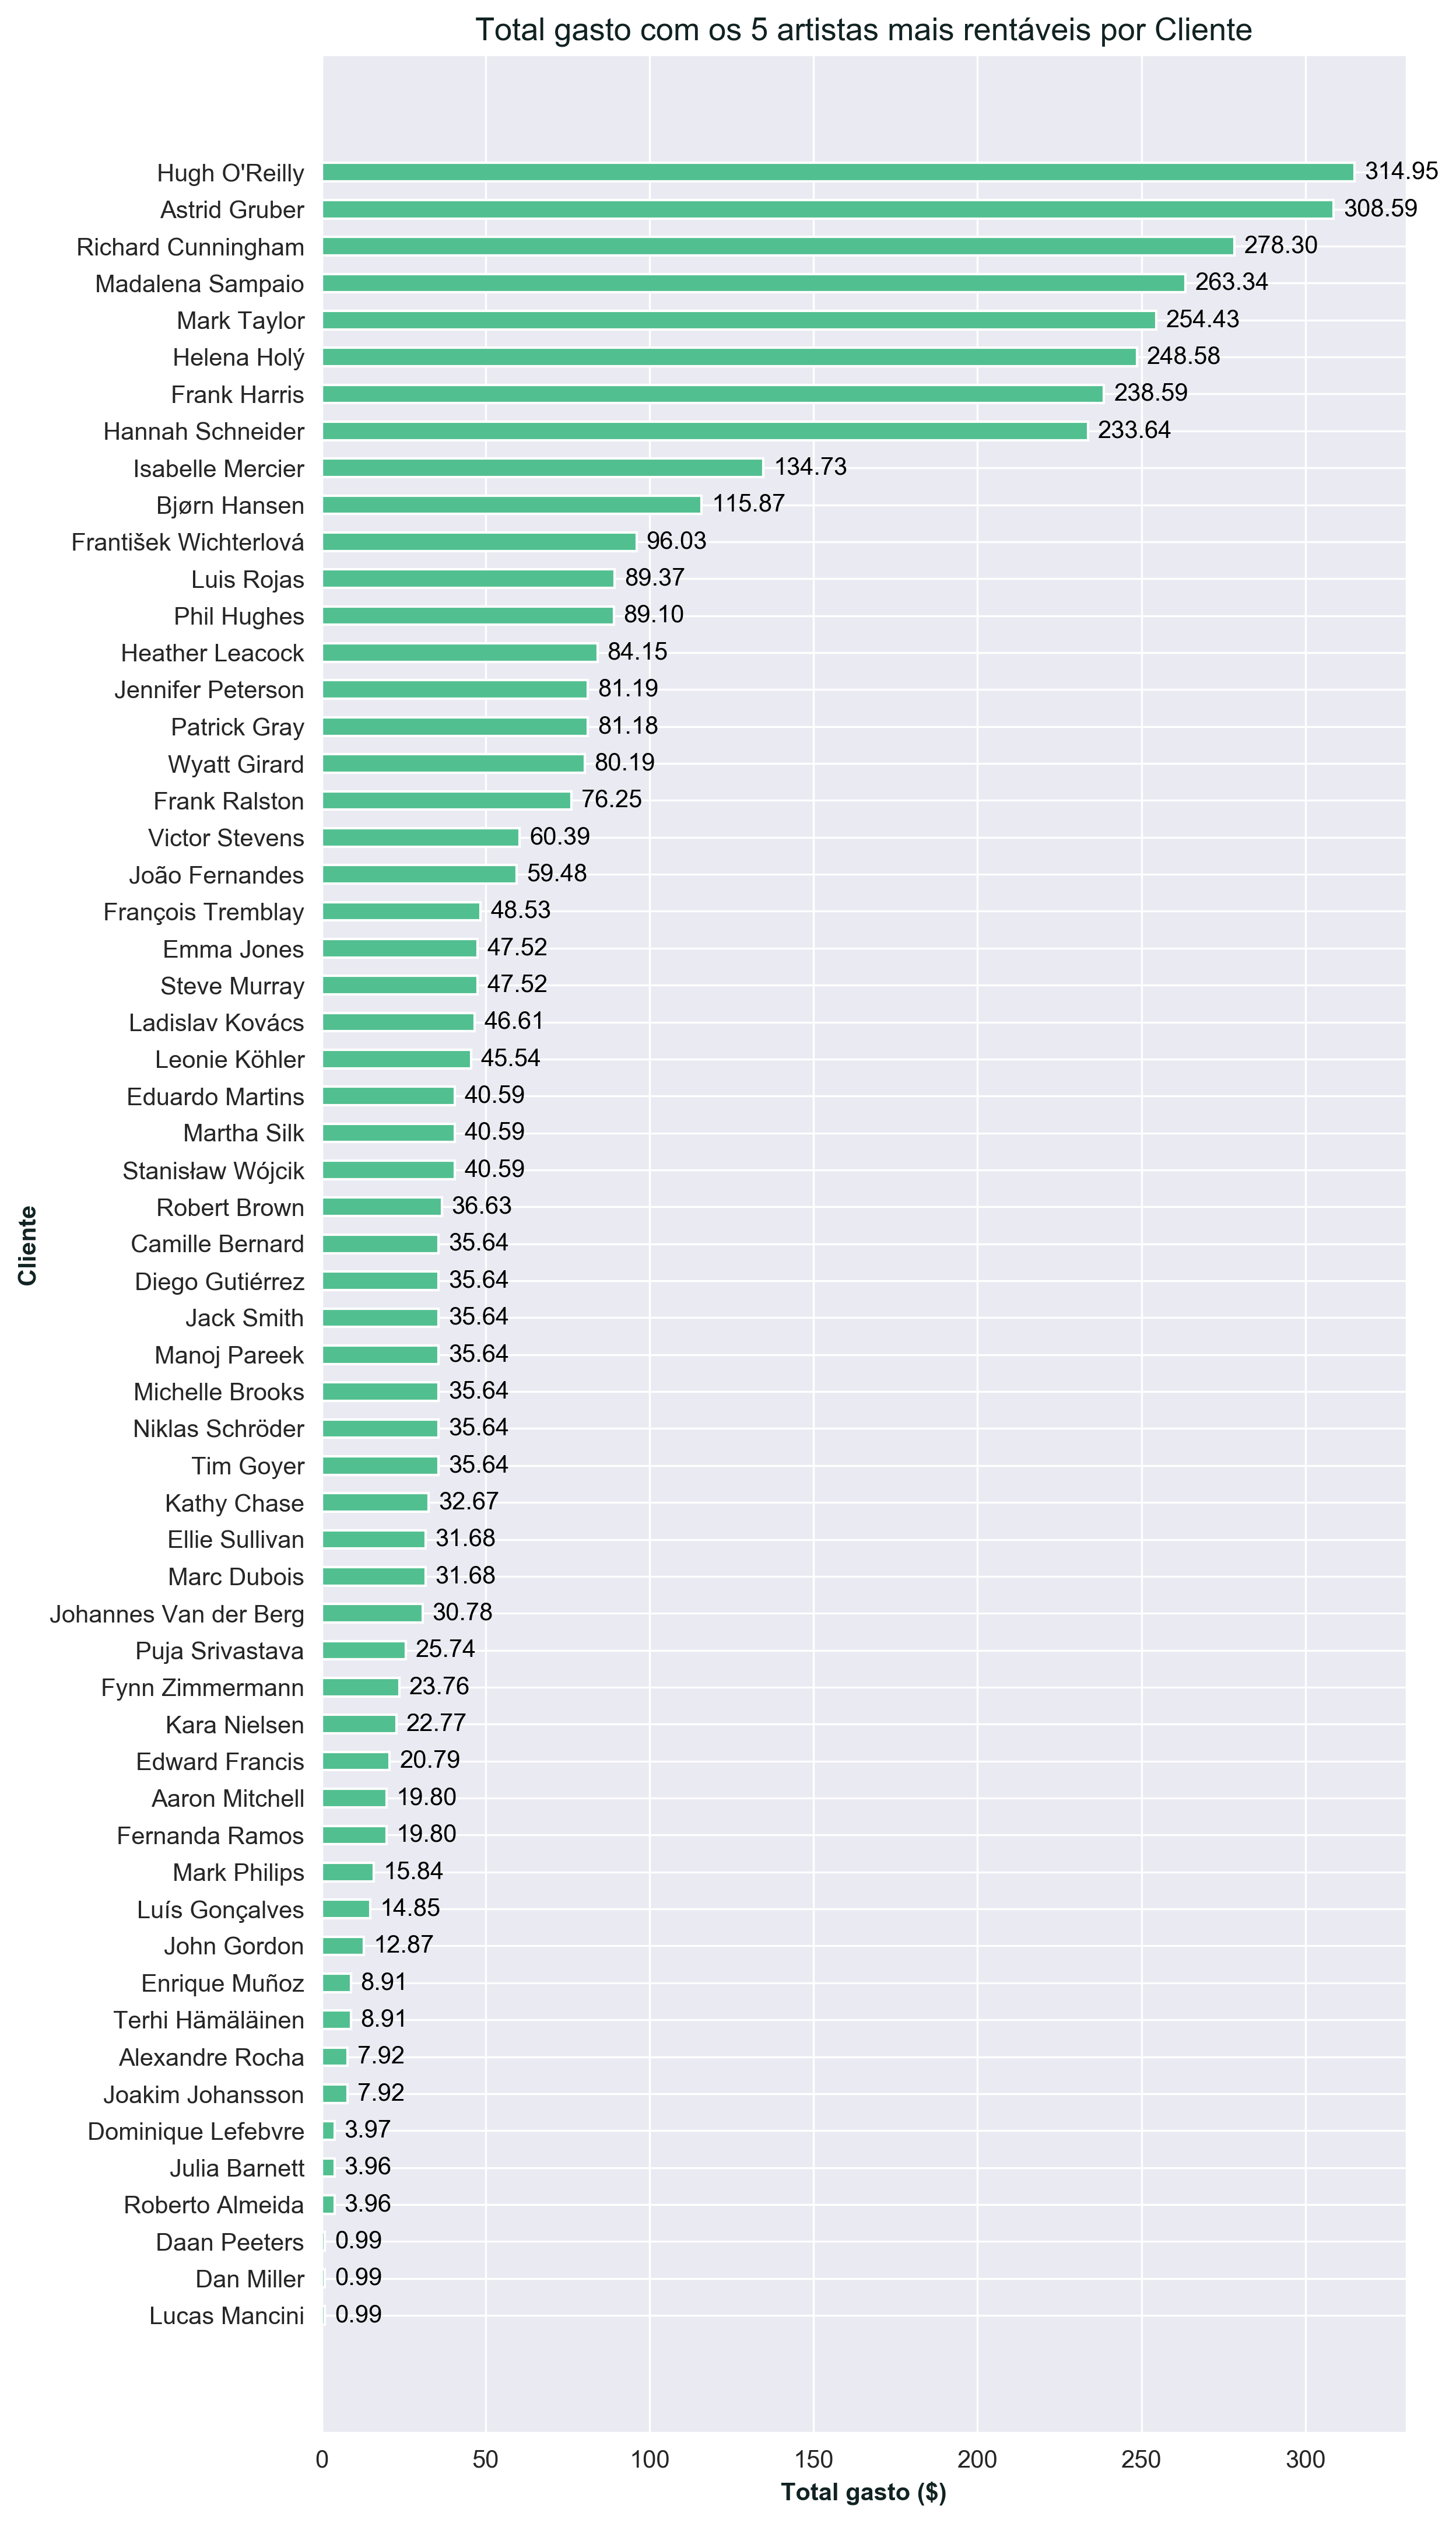 Total gasto com os 5 artistas mais rentáveis por Cliente
Hugh O'Reilly 314.95
Astrid Gruber 308.59
Richard Cunningham 278.30
Madalena Sampaio 263.34
Mark Taylor 254.43
Helena Holý 248.58
Frank Harris 238.59
Hannah Schneider 233.64
Isabelle Mercier 134.73
Bjørn Hansen 115.87
František Wichterlová 96.03
Luis Rojas 89.37
Phil Hughes 89.10
Heather Leacock 84.15
Jennifer Peterson 81.19
Patrick Gray 81.18
Wyatt Girard 80.19
Frank Ralston 76.25
Victor Stevens 60.39
João Fernandes 59.48
François Tremblay 48.53
Emma Jones 47.52
Steve Murray 47.52
Ladislav Kovács 46.61
Leonie Köhler 45.54
Eduardo Martins 40.59
Martha Silk 40.59
Stanisław Wójcik 40.59
Robert Brown 36.63
Camille Bernard 35.64
Diego Gutiérrez 35.64
Jack Smith 35.64
Manoj Pareek 35.64
Michelle Brooks 35.64
Niklas Schröder 35.64
Tim Goyer 35.64
Kathy Chase 32.67
Ellie Sullivan 31.68
Marc Dubois 31.68
Johannes Van der Berg 30.78
Puja Srivastava 25.74
Fynn Zimmermann 23.76
Kara Nielsen 22.77
Edward Francis 20.79
Aaron Mitchell 19.80
Fernanda Ramos 19.80
Mark Philips 15.84
Luís Gonçalves 14.85
John Gordon 12.87
Enrique Muñoz 8.91
Terhi Hämäläinen 8.91
Alexandre Rocha 7.92
Joakim Johansson 7.92
Dominique Lefebvre 3.97
Julia Barnett 3.96
Roberto Almeida 3.96
Daan Peeters 0.99
Dan Miller 0.99
Lucas Mancini 0.99
Cliente
0 50 100 150 200 250 300
Total gasto ($)